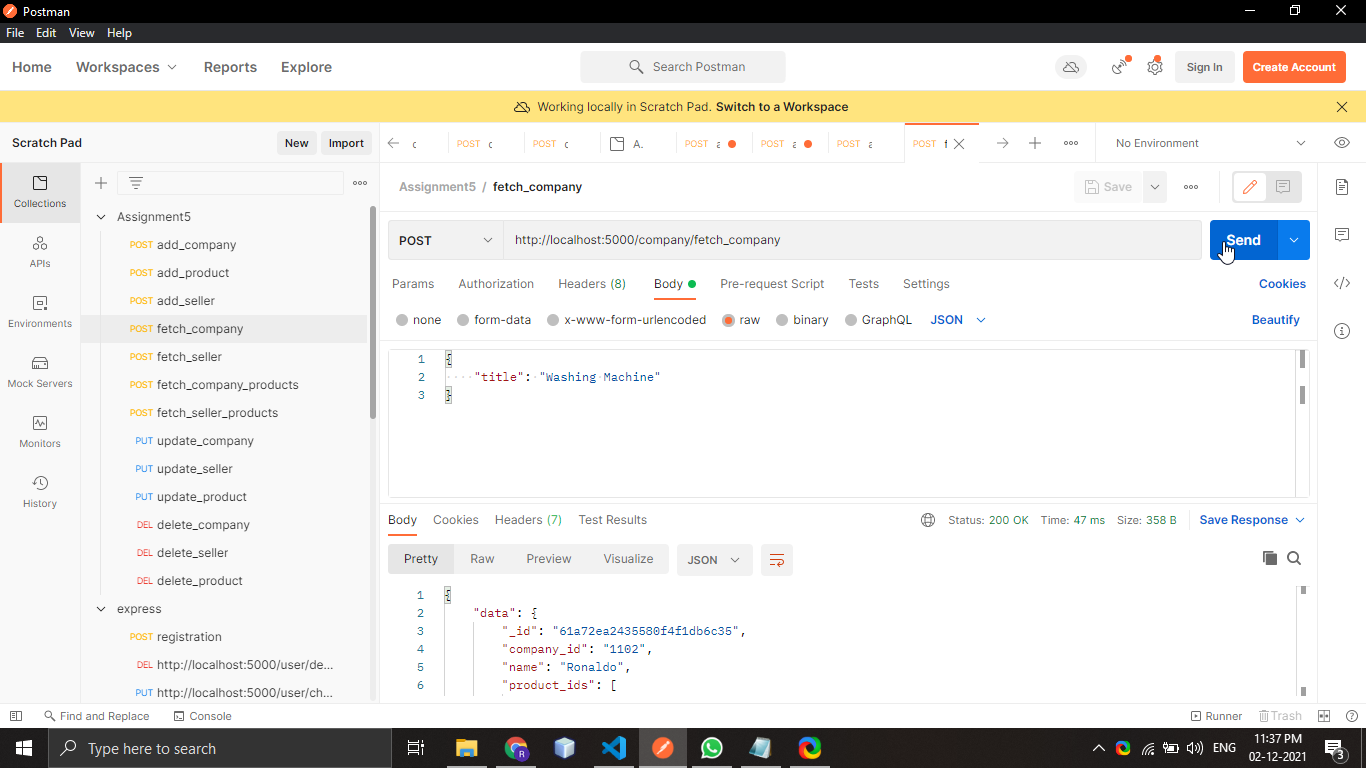 Postman
File Edit View Help
Home Workspaces Reports Explore Search Postman Sign In Create Account
Working locally in Scratch Pad. Switch to a Workspace
Scratch Pad New Import
POST POST A. POST POST POST POST No Environment
Collections
APIs
Environments
Mock Servers
Monitors
History
Assignment5
POST add_company
POST add_product
POST add_seller
POST fetch_company
POST fetch_seller
POST fetch_company_products
POST fetch_seller_products
PUT update_company
PUT update_seller
PUT update_product
DEL delete_company
DEL delete_seller
DEL delete_product
express
POST registration
DEL http://localhost:5000/user/de...
PUT http://localhost:5000/user/ch...
Assignment5 / fetch_company Save
POST http://localhost:5000/company/fetch_company Send
Params Authorization Headers (8) Body Pre-request Script Tests Settings Cookies
none form-data x-www-form-urlencoded raw binary GraphQL JSON Beautify
1 {
2 "title": "Washing Machine"
3 }
Body Cookies Headers (7) Test Results Status: 200 OK Time: 47 ms Size: 358 B Save Response
Pretty Raw Preview Visualize JSON
1 {
2 "data": {
3 "_id": "61a72ea2435580f4f1db6c35",
4 "company_id": "1102",
5 "name": "Ronaldo",
6 "product_ids": [
Find and Replace Console Runner Trash
Type here to search ENG 11:37 PM
02-12-2021 3